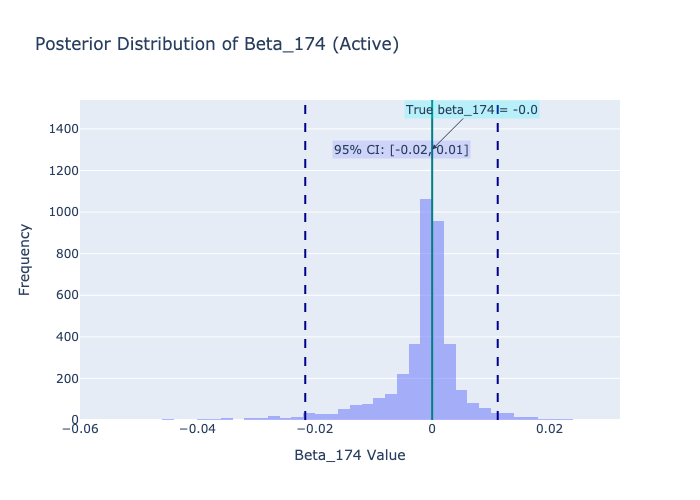 Posterior Distribution of Beta_174 (Active)
True beta_174 = -0.0
95% CI: [-0.02, 0.01]
1400
1200
1000
800
600
400
200
0
Frequency
−0.06
−0.04
−0.02
0
0.02
Beta_174 Value